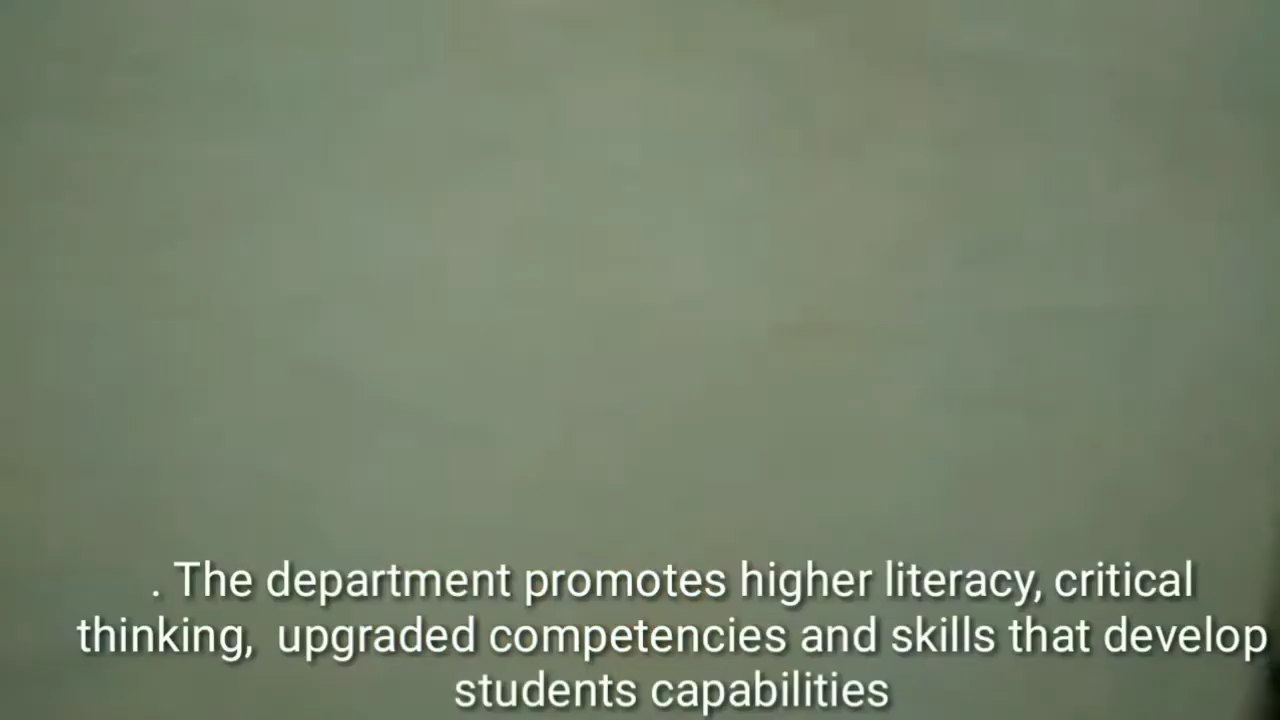 . The department promotes higher literacy, critical
thinking,  upgraded competencies and skills that develop
students capabilities